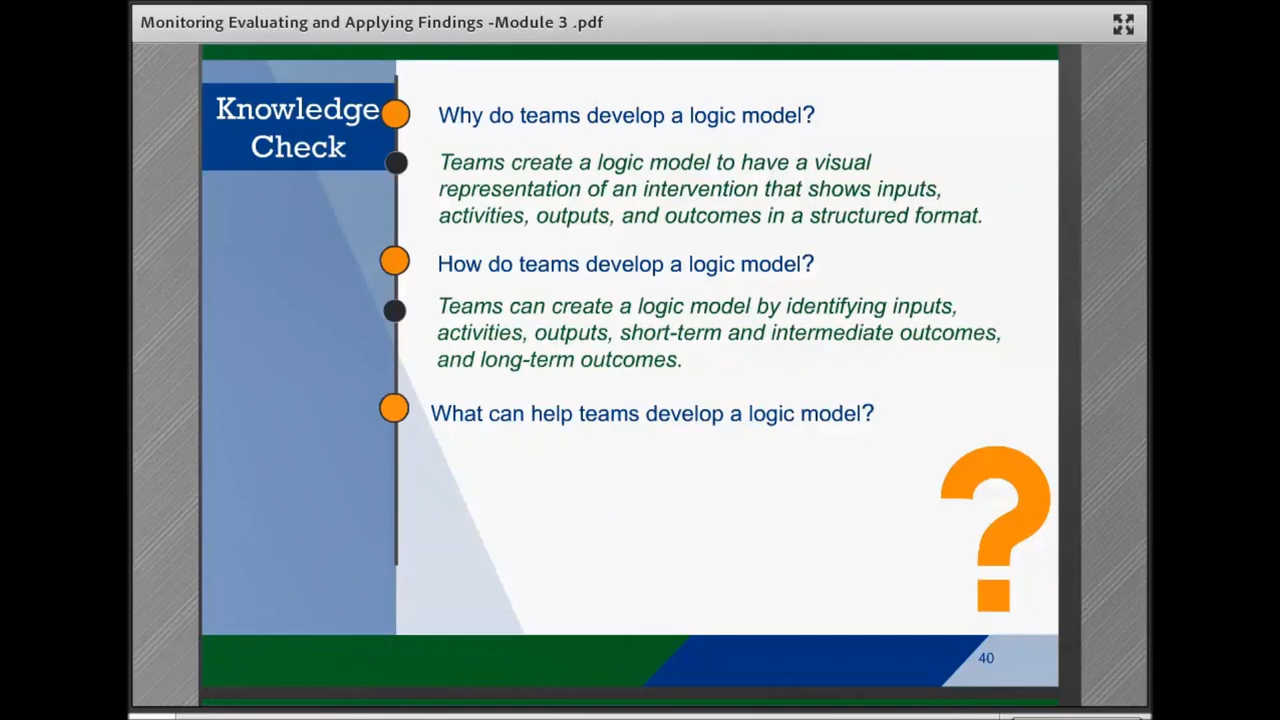 Monitoring Evaluating and Applying Findings -Module 3 .pdf
Knowledge
Check
Why do teams develop a logic model?
Teams create a logic model to have a visual
representation of an intervention that shows inputs,
activities, outputs, and outcomes in a structured format.
How do teams develop a logic model?
Teams can create a logic model by identifying inputs,
activities, outputs, short-term and intermediate outcomes,
and long-term outcomes.
What can help teams develop a logic model?
?
40